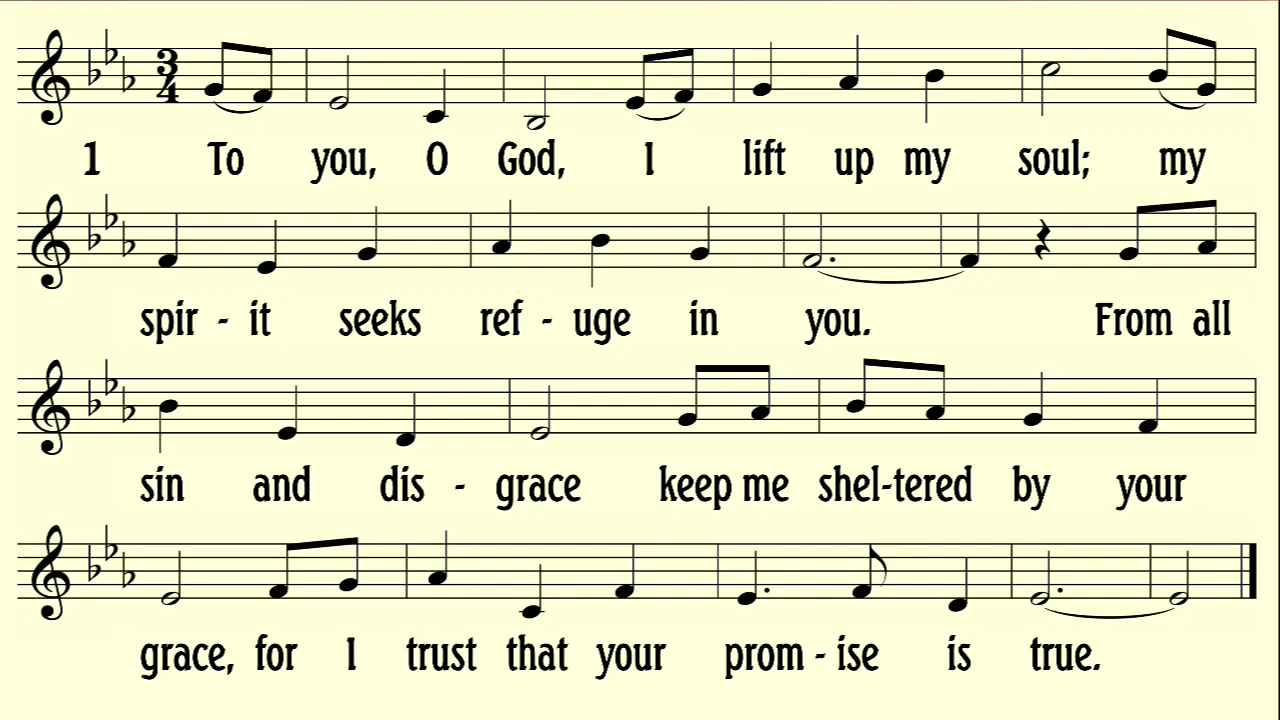 1 To you, O God, I lift up my soul; my
spir - it seeks ref - uge in you. From all
sin and dis - grace keep me shel-tered by your
grace, for I trust that your prom - ise is true.